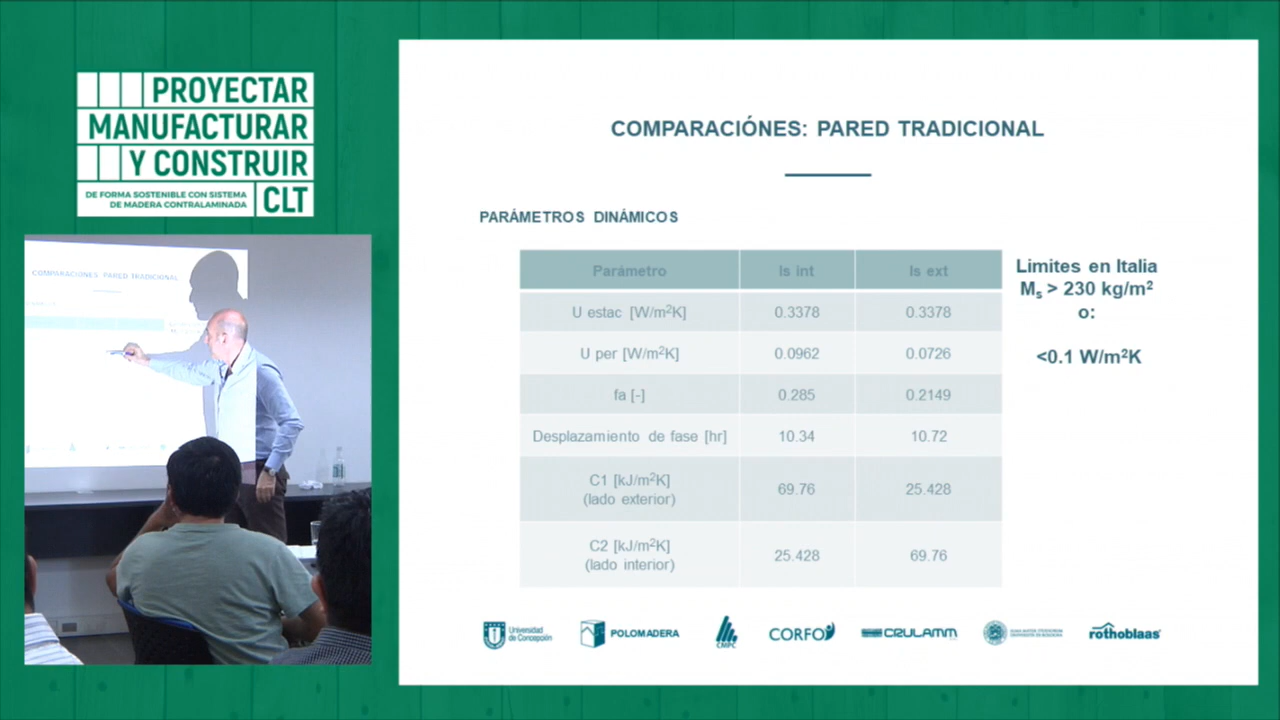 PROYECTAR
MANUFACTURAR
Y CONSTRUIR
DE FORMA SOSTENIBLE CON SISTEMA
DE MADERA CONTRALAMINADA
CLT
COMPARACIONES: PARED TRADICIONAL
COMPARACIÓNES: PARED TRADICIONAL
PARÁMETROS DINÁMICOS
Parámetro Is int Is ext
U estac [W/m²K] 0.3378 0.3378
U per [W/m²K] 0.0962 0.0726
fa [-] 0.285 0.2149
Desplazamiento de fase [hr] 10.34 10.72
C1 [kJ/m²K]
(lado exterior) 69.76 25.428
C2 [kJ/m²K]
(lado interior) 25.428 69.76
Limites en Italia
Ms > 230 kg/m²
o:
<0.1 W/m²K
Universidad
de Concepción
POLOMADERA
CMPC
CORFO
CRULAMM
rothoblaas